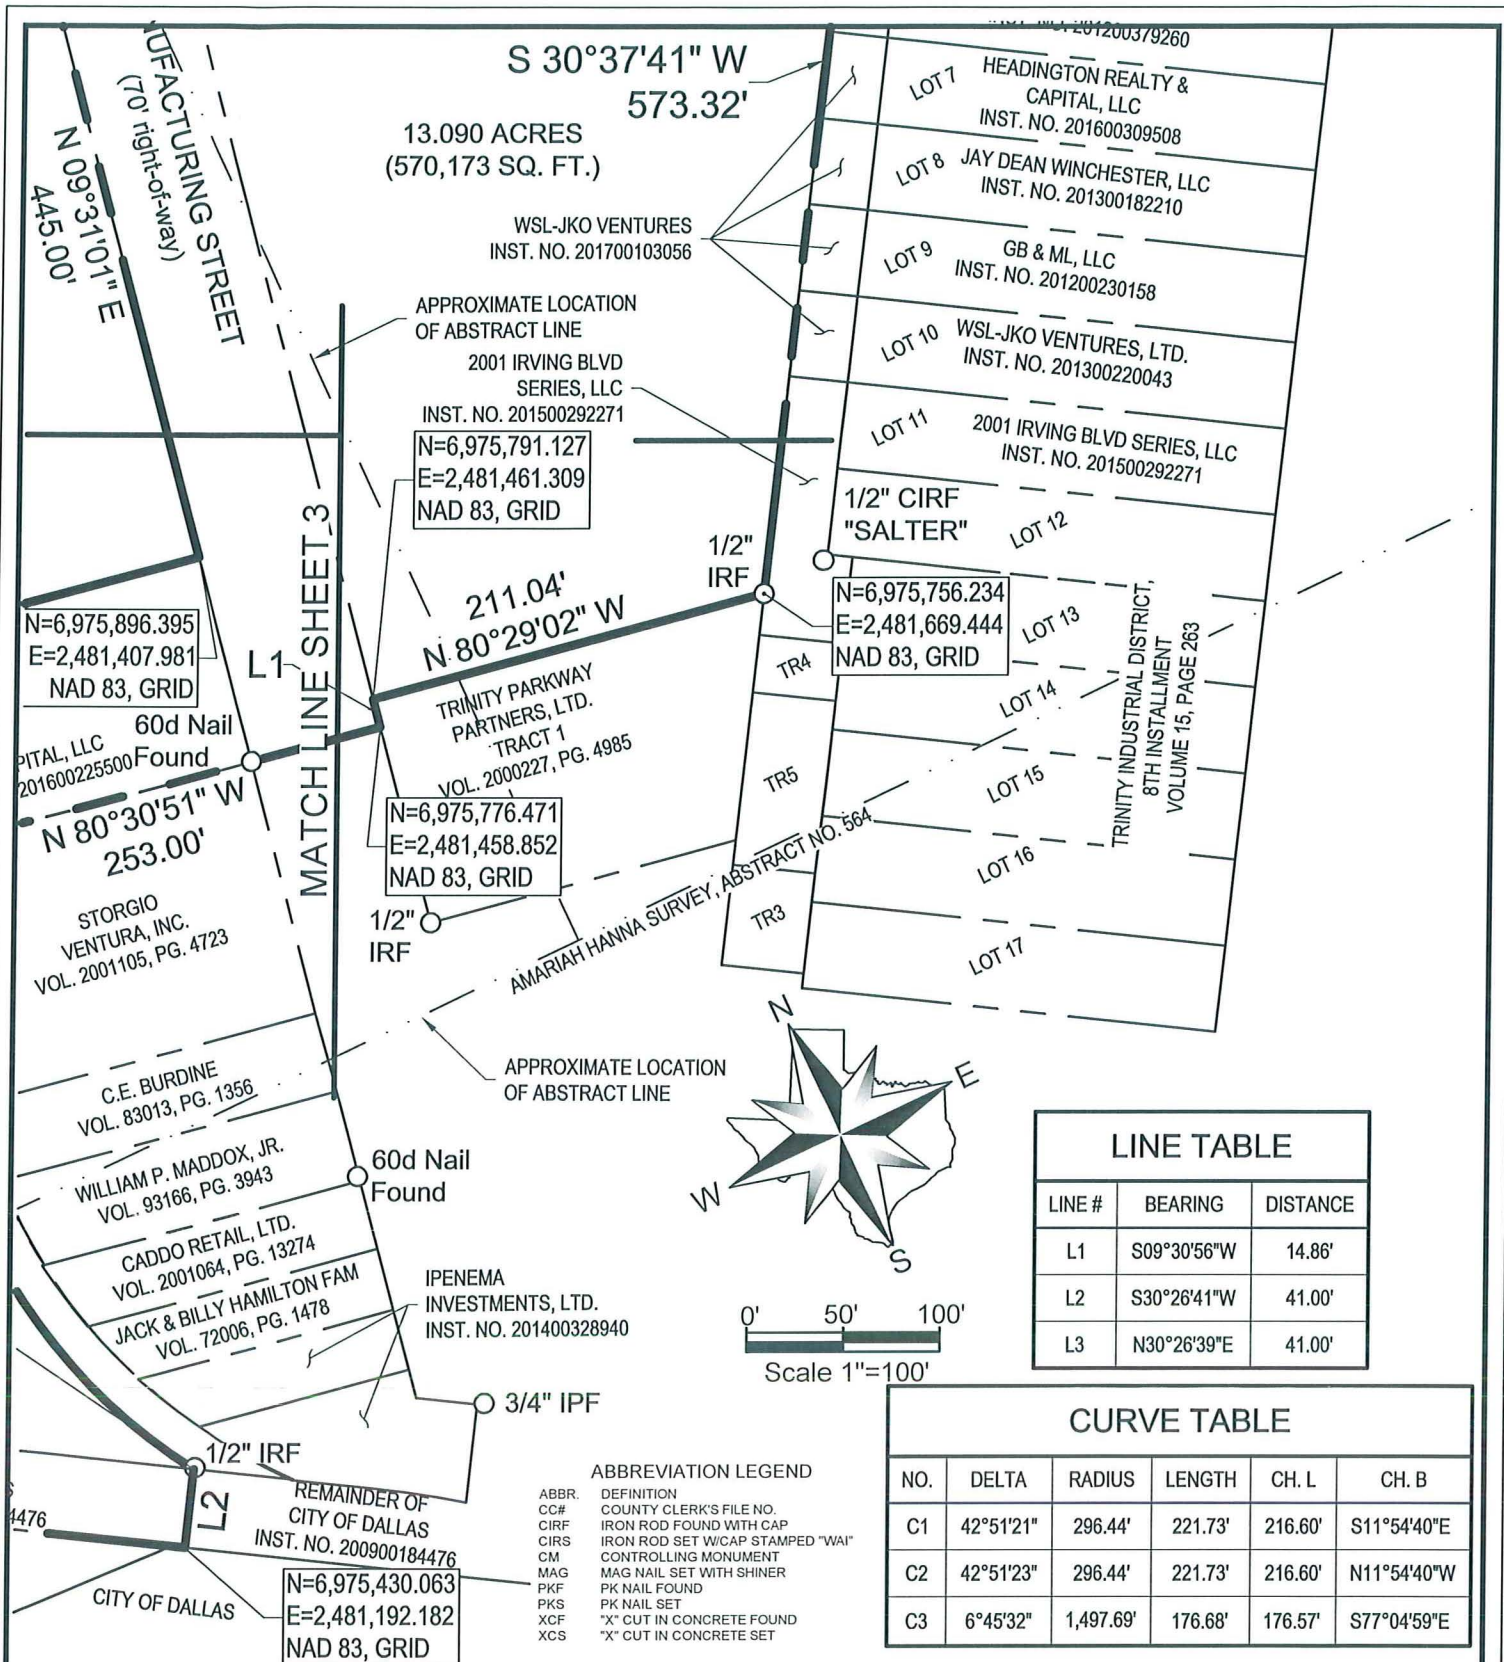 201200379260
S 30°37'41" W
573.32'
13.090 ACRES
(570,173 SQ. FT.)
UFACTURING STREET
(70' right-of-way)
N 09°31'01" E
445.00'
WSL-JKO VENTURES
INST. NO. 201700103056
APPROXIMATE LOCATION
OF ABSTRACT LINE
2001 IRVING BLVD
SERIES, LLC
INST. NO. 201500292271
N=6,975,791.127
E=2,481,461.309
NAD 83, GRID
LOT 7
HEADINGTON REALTY &
CAPITAL, LLC
INST. NO. 201600309508
LOT 8
JAY DEAN WINCHESTER, LLC
INST. NO. 201300182210
LOT 9
GB & ML, LLC
INST. NO. 201200230158
LOT 10
WSL-JKO VENTURES, LTD.
INST. NO. 201300220043
LOT 11
2001 IRVING BLVD SERIES, LLC
INST. NO. 201500292271
1/2" CIRF
"SALTER"
LOT 12
1/2"
IRF
N=6,975,756.234
E=2,481,669.444
NAD 83, GRID
LOT 13
LOT 14
LOT 15
LOT 16
LOT 17
TRINITY INDUSTRIAL DISTRICT,
8TH INSTALLMENT
VOLUME 15, PAGE 263
TR4
TR5
TR3
211.04'
N 80°29'02" W
MATCH LINE SHEET 3
L1
N=6,975,896.395
E=2,481,407.981
NAD 83, GRID
60d Nail
Found
PITAL, LLC
201600225500
N 80°30'51" W
253.00'
TRINITY PARKWAY
PARTNERS, LTD.
TRACT 1
VOL. 2000227, PG. 4985
N=6,975,776.471
E=2,481,458.852
NAD 83, GRID
1/2"
IRF
AMARIAH HANNA SURVEY, ABSTRACT NO. 564
STORGIO
VENTURA, INC.
VOL. 2001105, PG. 4723
APPROXIMATE LOCATION
OF ABSTRACT LINE
C.E. BURDINE
VOL. 83013, PG. 1356
WILLIAM P. MADDOX, JR.
VOL. 93166, PG. 3943
60d Nail
Found
CADDO RETAIL, LTD.
VOL. 2001064, PG. 13274
JACK & BILLY HAMILTON FAM
VOL. 72006, PG. 1478
IPENEMA
INVESTMENTS, LTD.
INST. NO. 201400328940
3/4" IPF
1/2" IRF
L2
4476
REMAINDER OF
CITY OF DALLAS
INST. NO. 200900184476
CITY OF DALLAS
N=6,975,430.063
E=2,481,192.182
NAD 83, GRID
N
E
W
S
0' 50' 100'
Scale 1"=100'
LINE TABLE
LINE # BEARING DISTANCE
L1 S09°30'56"W 14.86'
L2 S30°26'41"W 41.00'
L3 N30°26'39"E 41.00'
CURVE TABLE
NO. DELTA RADIUS LENGTH CH. L CH. B
C1 42°51'21" 296.44' 221.73' 216.60' S11°54'40"E
C2 42°51'23" 296.44' 221.73' 216.60' N11°54'40"W
C3 6°45'32" 1,497.69' 176.68' 176.57' S77°04'59"E
ABBREVIATION LEGEND
ABBR. DEFINITION
CC# COUNTY CLERK'S FILE NO.
CIRF IRON ROD FOUND WITH CAP
CIRS IRON ROD SET W/CAP STAMPED "WAI"
CM CONTROLLING MONUMENT
MAG MAG NAIL SET WITH SHINER
PKF PK NAIL FOUND
PKS PK NAIL SET
XCF "X" CUT IN CONCRETE FOUND
XCS "X" CUT IN CONCRETE SET